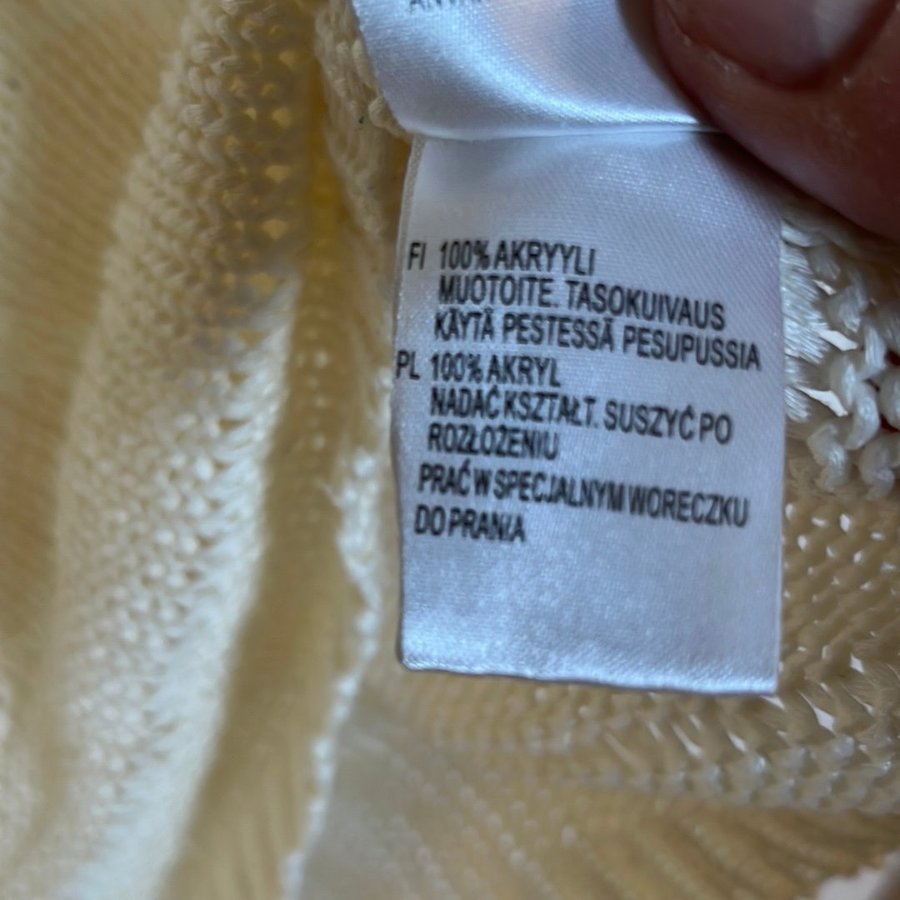 FI 100% AKRYYLI
MUOTOITE. TASOKUIVAUS
KÄYTÄ PESTESSÄ PESUPUSSIA
PL 100% AKRYL
NADAĆ KSZTAŁT. SUSZYĆ PO
ROZŁOŻENIU
PRAĆ W SPECJALNYM WORECZKU
DO PRANIA